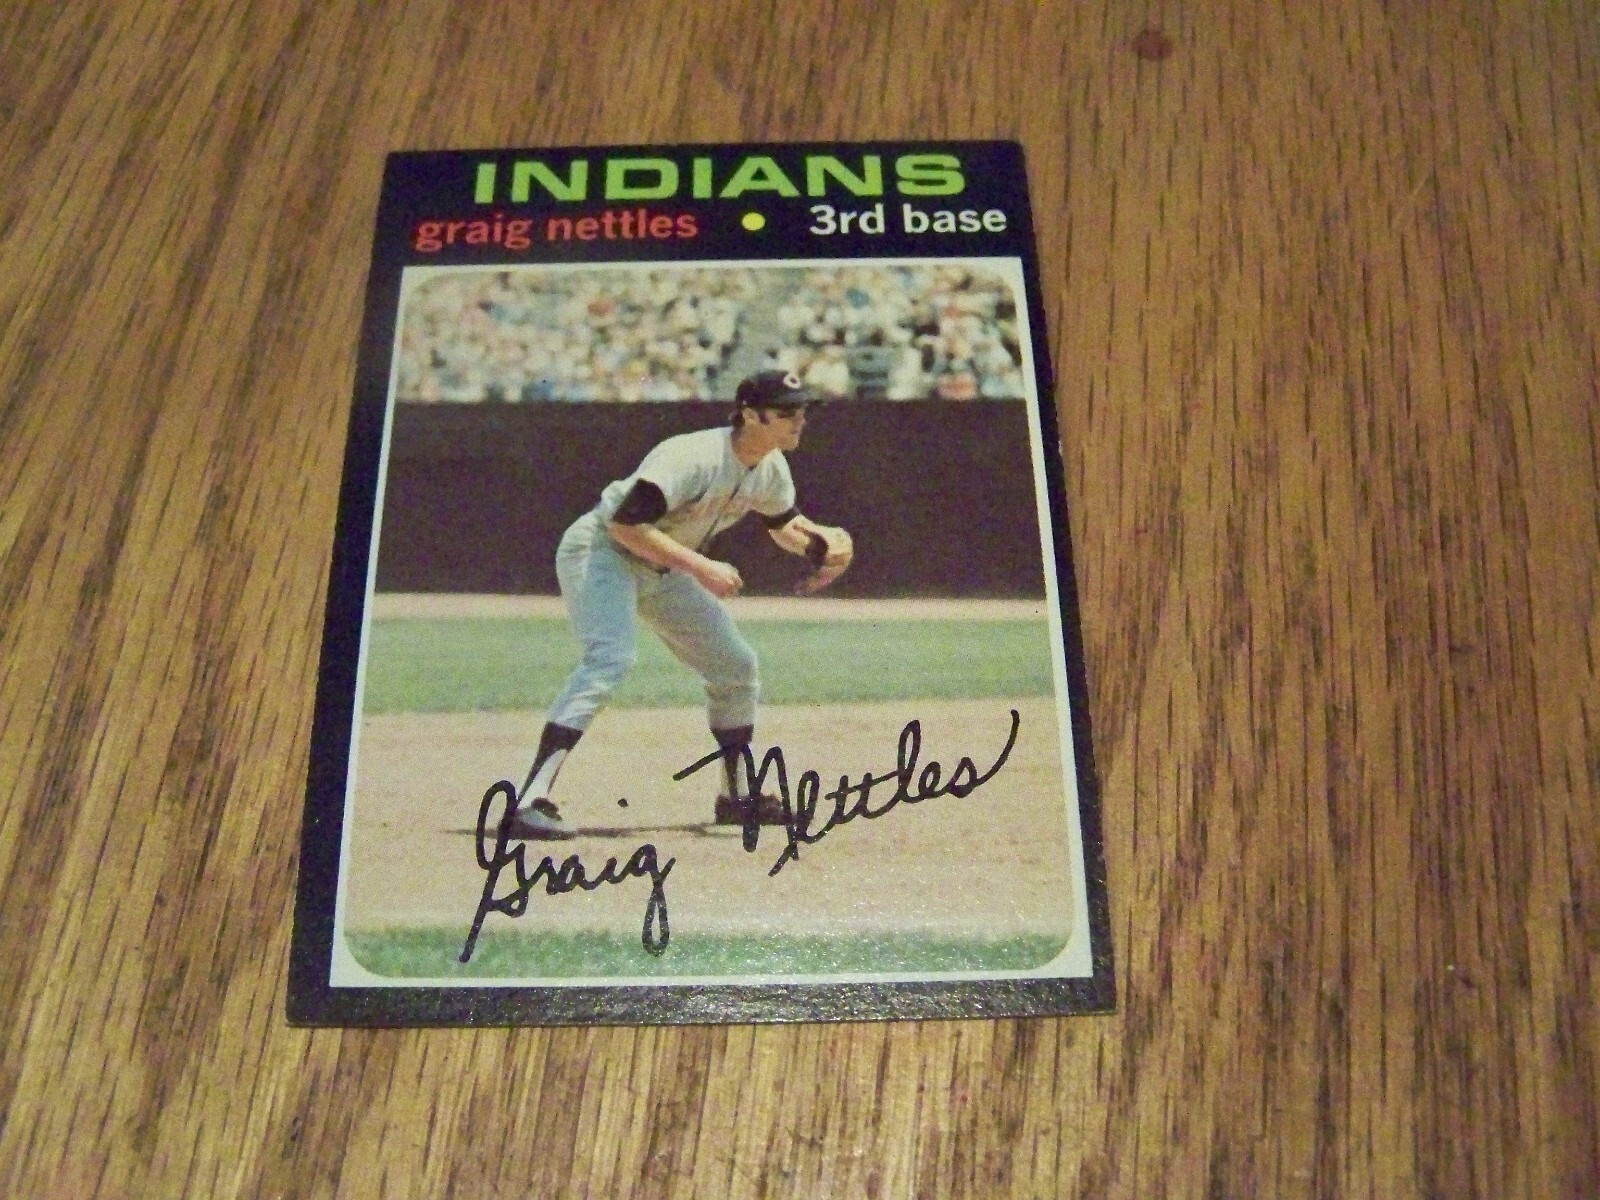 INDIANS
graig nettles • 3rd base
C
Graig Nettles